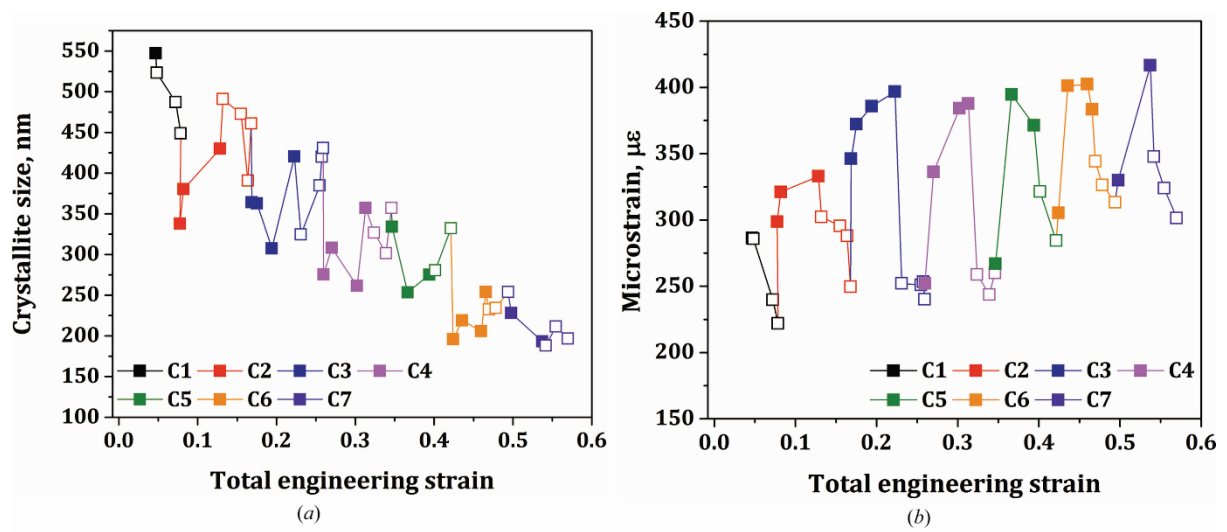 550
500
450
400
350
300
250
200
150
100
Crystallite size, nm
C1 C2 C3 C4
C5 C6 C7
0.0 0.1 0.2 0.3 0.4 0.5 0.6
Total engineering strain
(a)
450
400
350
300
250
200
150
Microstrain, µε
C1 C2 C3 C4
C5 C6 C7
0.0 0.1 0.2 0.3 0.4 0.5 0.6
Total engineering strain
(b)